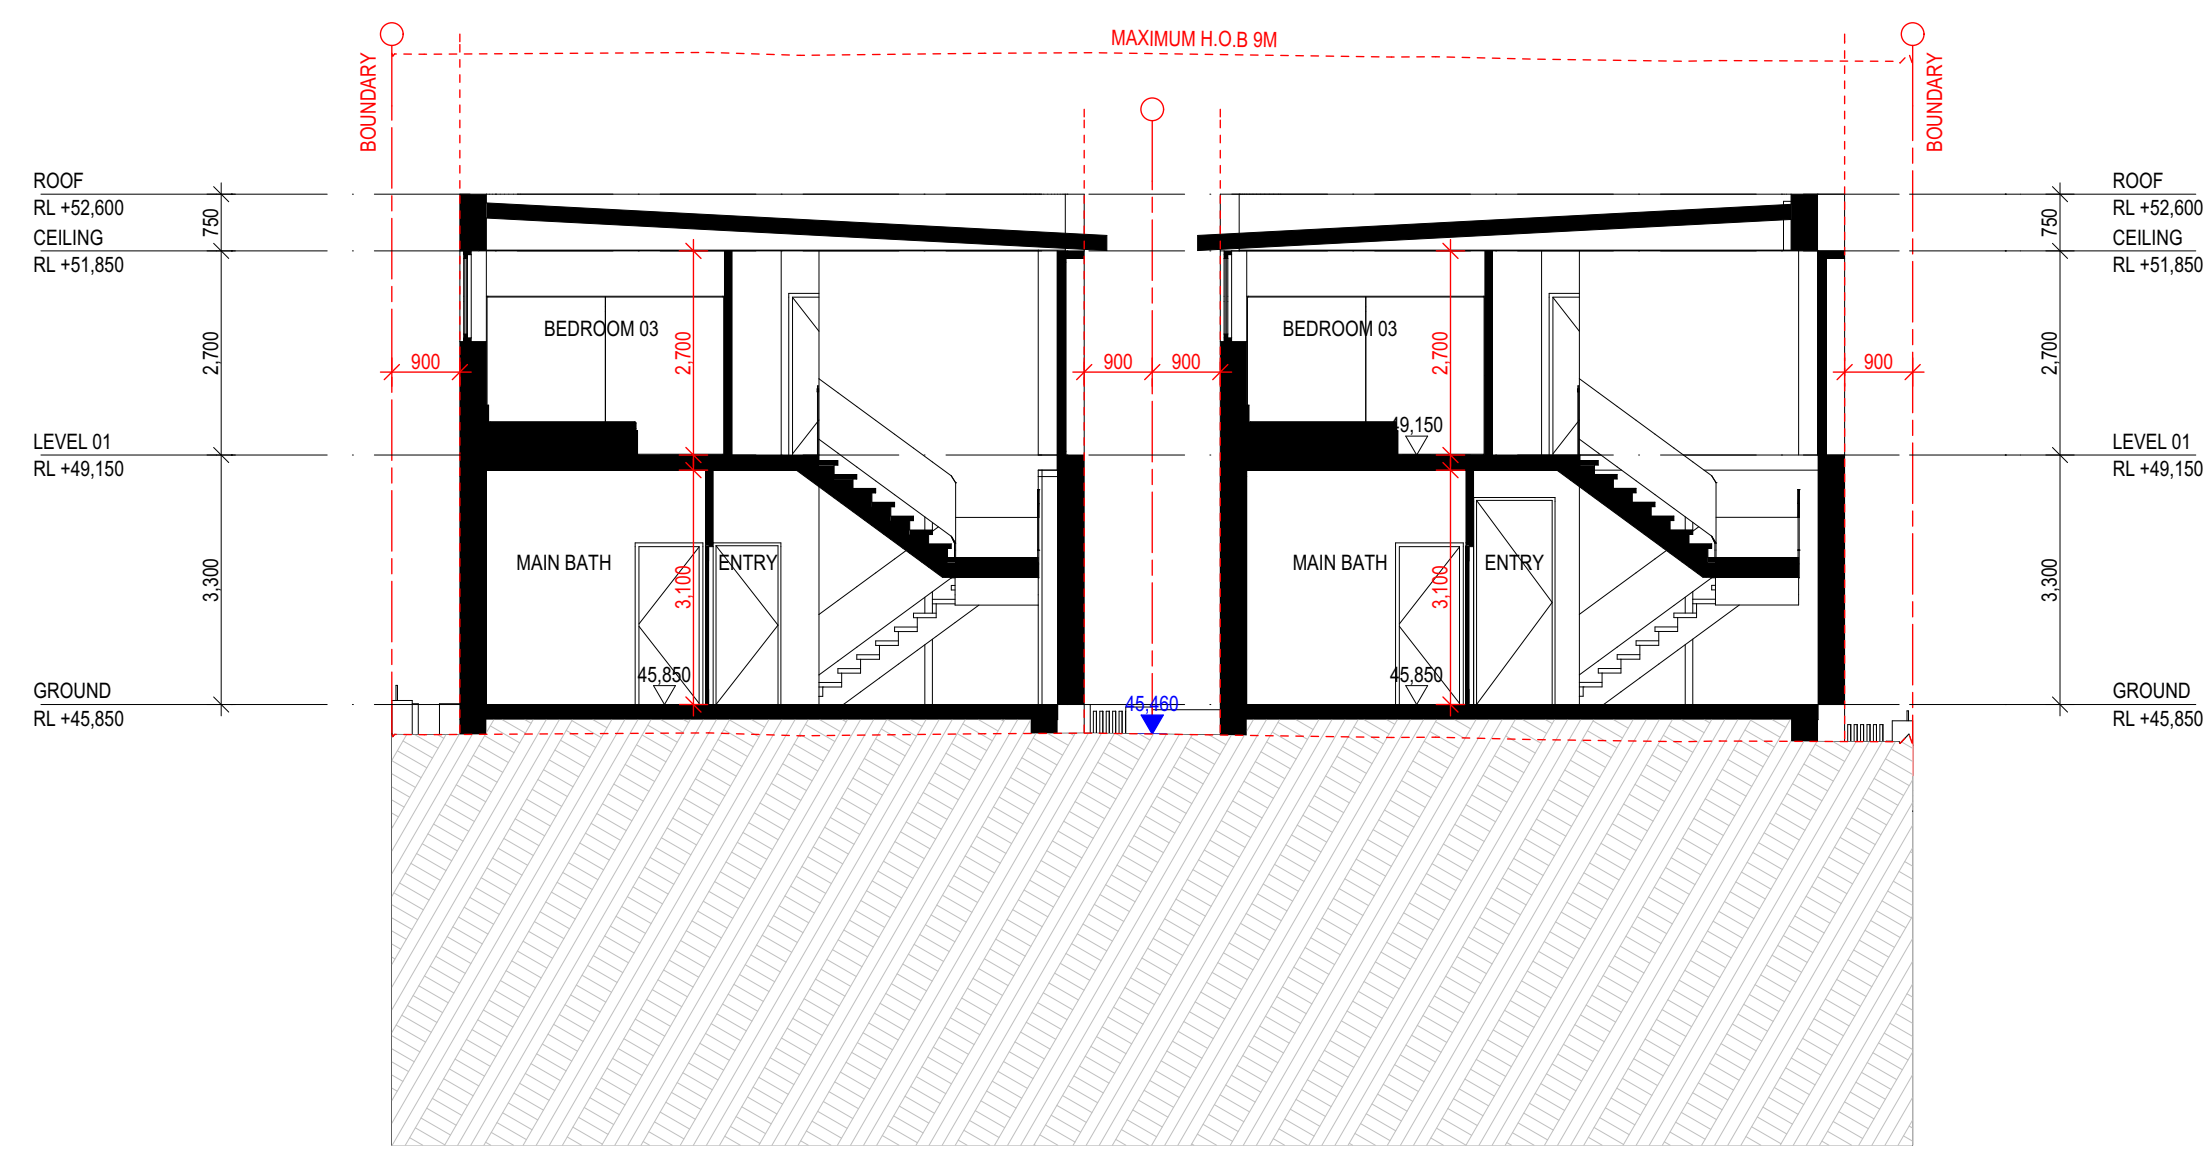 MAXIMUM H.O.B 9M
BOUNDARY
BOUNDARY
ROOF
RL +52,600
750
CEILING
RL +51,850
2,700
LEVEL 01
RL +49,150
3,300
GROUND
RL +45,850
900
BEDROOM 03
2,700
MAIN BATH
ENTRY
3,100
45,850
900
900
45,460
BEDROOM 03
2,700
49,150
MAIN BATH
ENTRY
3,100
45,850
900
ROOF
RL +52,600
750
CEILING
RL +51,850
2,700
LEVEL 01
RL +49,150
3,300
GROUND
RL +45,850